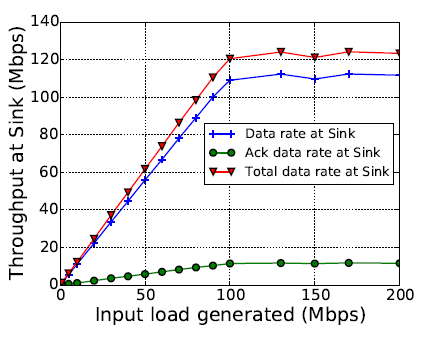 140
120
100
80
60
40
20
0
Throughput at Sink (Mbps)
Data rate at Sink
Ack data rate at Sink
Total data rate at Sink
0 50 100 150 200
Input load generated (Mbps)